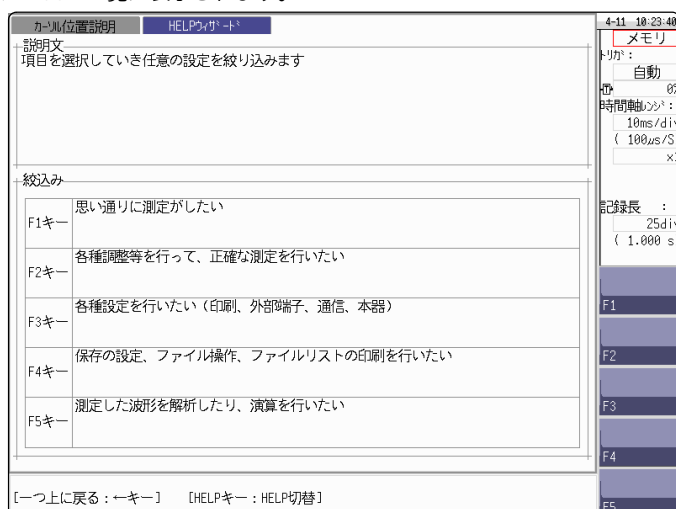 カーソル位置説明
HELPウィザード
4-11 10:23:40
説明文
項目を選択していき任意の設定を絞り込みます
メモリ
トリガ:
自動
時間軸レンジ:
10ms/div
( 100㎲/S
記録長 :
25div
( 1.000 s
絞込み
F1キー
思い通りに測定がしたい
F2キー
各種調整等を行って、正確な測定を行いたい
F3キー
各種設定を行いたい（印刷、外部端子、通信、本器）
F4キー
保存の設定、ファイル操作、ファイルリストの印刷を行いたい
F5キー
測定した波形を解析したり、演算を行いたい
F1
F2
F3
F4
F5
[一つ上に戻る：←キー] [HELPキー：HELP切替]